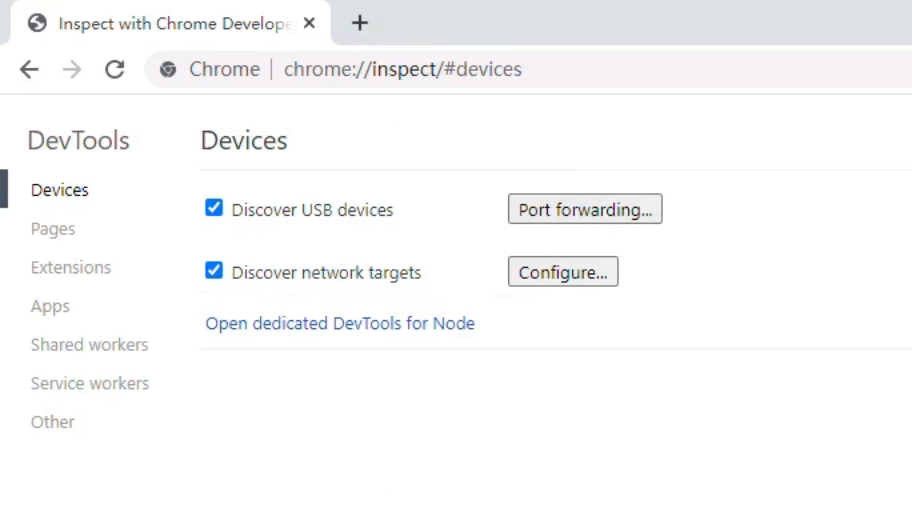 Inspect with Chrome Develope
Chrome | chrome://inspect/#devices
DevTools
Devices
Pages
Extensions
Apps
Shared workers
Service workers
Other
Devices
Discover USB devices
Port forwarding...
Discover network targets
Configure...
Open dedicated DevTools for Node